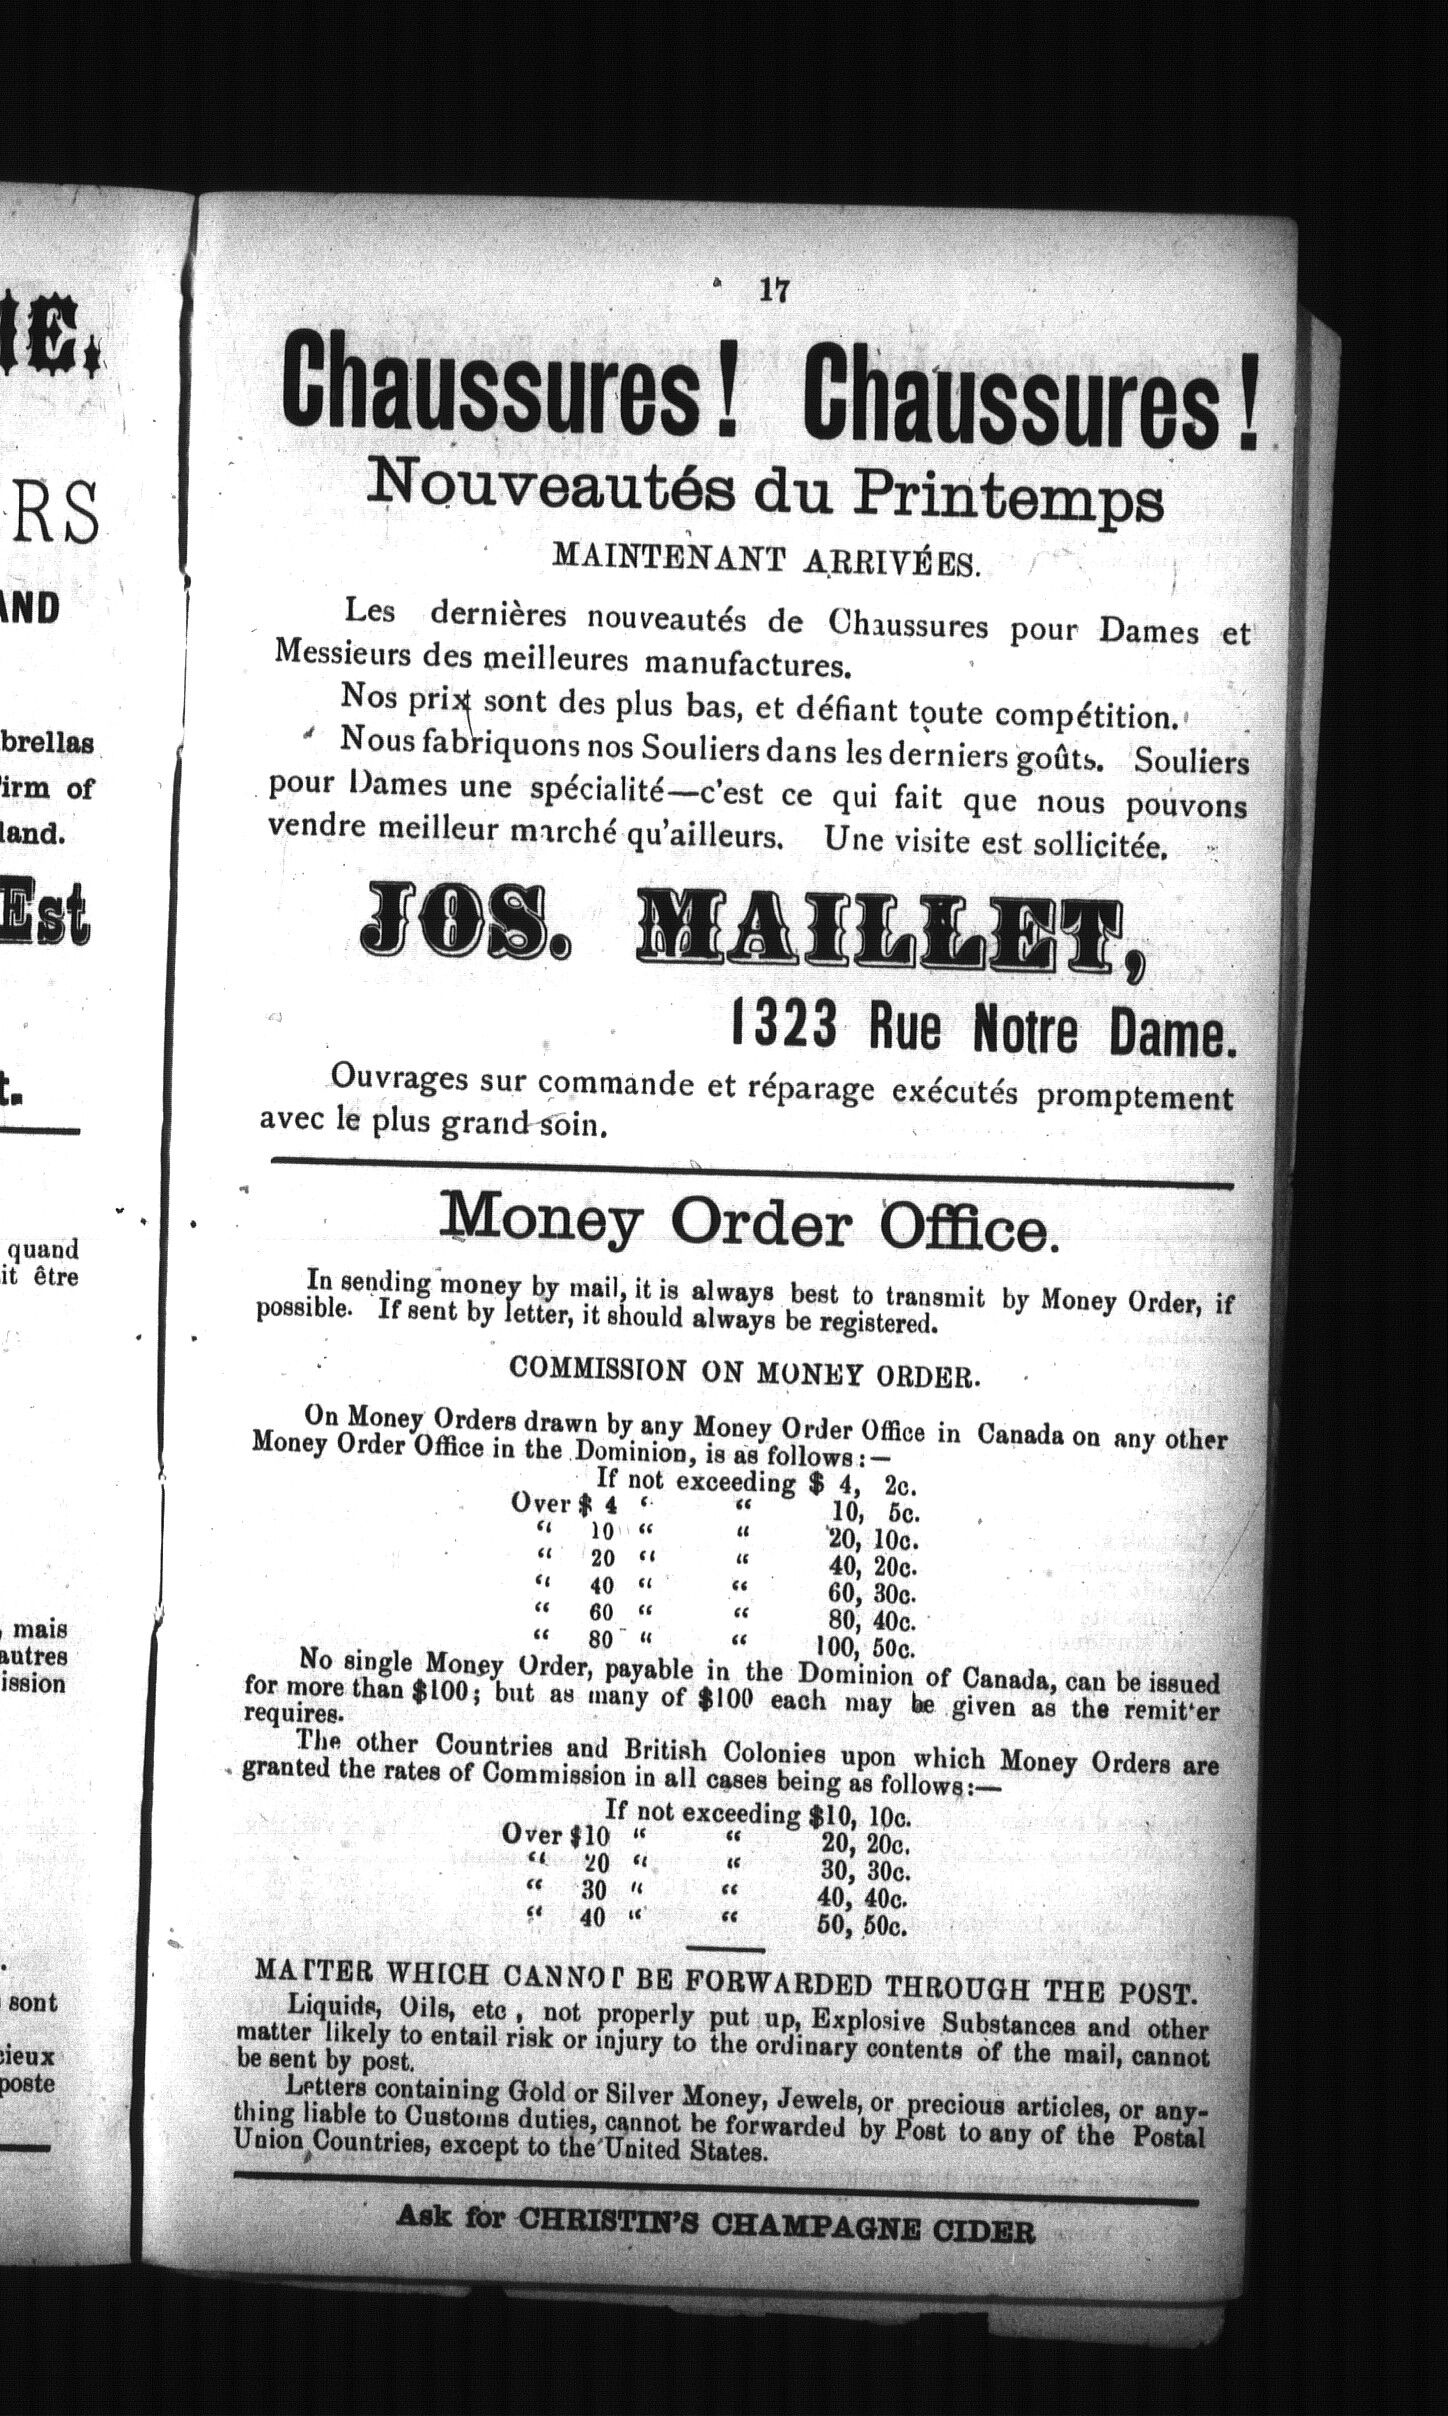 17
Chaussures! Chaussures!
Nouveautés du Printemps
MAINTENANT ARRIVÉES.
Les dernières nouveautés de Chaussures pour Dames et
Messieurs des meilleures manufactures.
Nos prix sont des plus bas, et défiant toute compétition.
Nous fabriquons nos Souliers dans les derniers goûts. Souliers
pour Dames une spécialité—c'est ce qui fait que nous pouvons
vendre meilleur marché qu'ailleurs. Une visite est sollicitée.
JOS. MAILLET,
1323 Rue Notre Dame.
Ouvrages sur commande et réparage exécutés promptement
avec le plus grand soin.
Money Order Office.
In sending money by mail, it is always best to transmit by Money Order, if
possible. If sent by letter, it should always be registered.
COMMISSION ON MONEY ORDER.
On Money Orders drawn by any Money Order Office in Canada on any other
Money Order Office in the Dominion, is as follows:—
If not exceeding $ 4, 2c.
Over $ 4 “ “ 10, 5c.
“ 10 “ “ 20, 10c.
“ 20 “ “ 40, 20c.
“ 40 “ “ 60, 30c.
“ 60 “ “ 80, 40c.
“ 80 “ “ 100, 50c.
No single Money Order, payable in the Dominion of Canada, can be issued
for more than $100; but as many of $100 each may be given as the remitter
requires.
The other Countries and British Colonies upon which Money Orders are
granted the rates of Commission in all cases being as follows:—
If not exceeding $10, 10c.
Over $10 “ “ 20, 20c.
“ 20 “ “ 30, 30c.
“ 30 “ “ 40, 40c.
“ 40 “ “ 50, 50c.
MATTER WHICH CANNOT BE FORWARDED THROUGH THE POST.
Liquids, Oils, etc, not properly put up, Explosive Substances and other
matter likely to entail risk or injury to the ordinary contents of the mail, cannot
be sent by post.
Letters containing Gold or Silver Money, Jewels, or precious articles, or any-
thing liable to Customs duties, cannot be forwarded by Post to any of the Postal
Union Countries, except to the United States.
Ask for CHRISTIN'S CHAMPAGNE CIDER